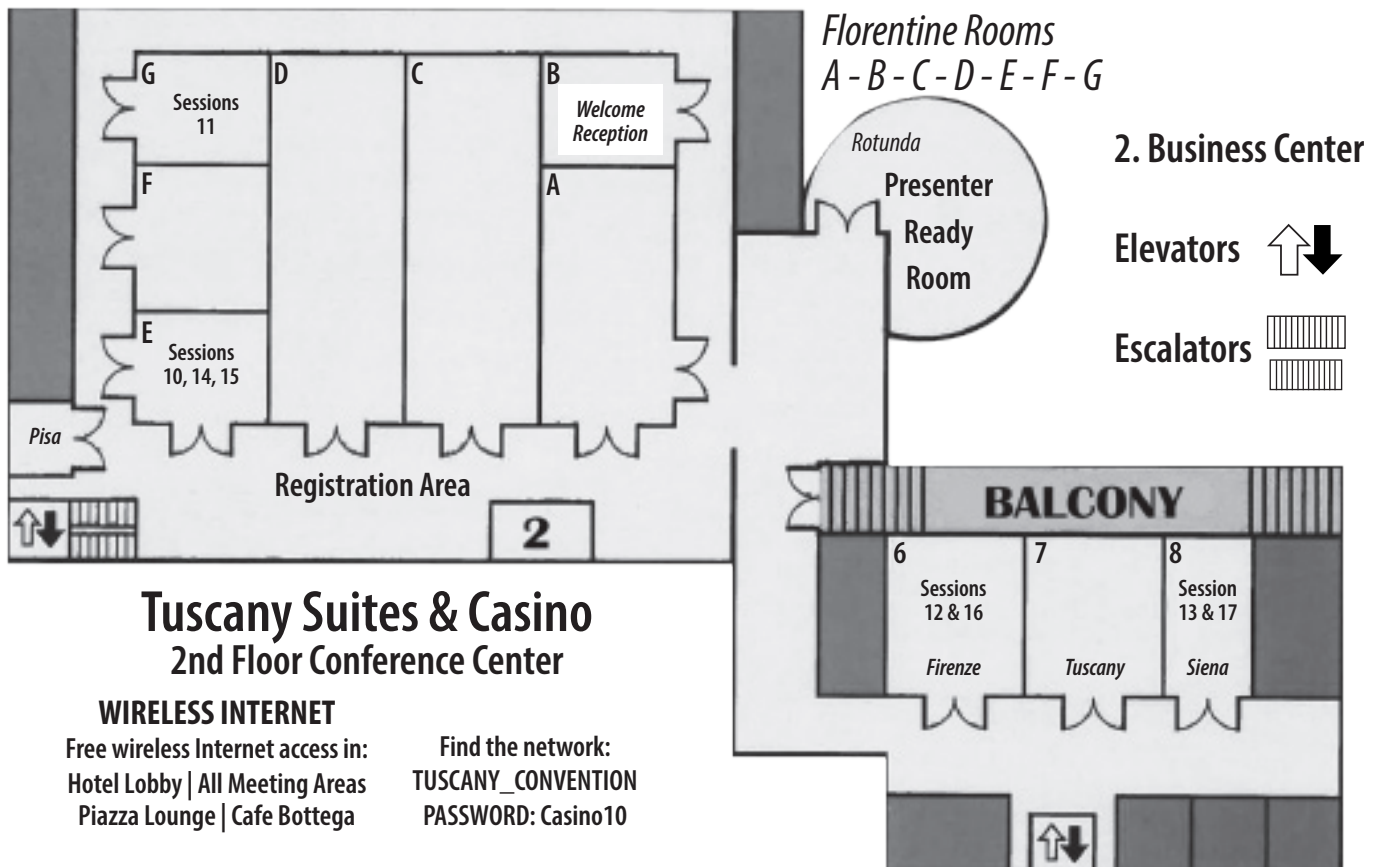 Florentine Rooms
A - B - C - D - E - F - G
G
Sessions
11
D
C
B
Welcome
Reception
F
A
E
Sessions
10, 14, 15
Pisa
Registration Area
2
Rotunda
Presenter
Ready
Room
2. Business Center
Elevators
Escalators
BALCONY
6
Sessions
12 & 16
Firenze
7
Tuscany
8
Session
13 & 17
Siena
Tuscany Suites & Casino
2nd Floor Conference Center
WIRELESS INTERNET
Free wireless Internet access in:
Hotel Lobby | All Meeting Areas
Piazza Lounge | Cafe Bottega
Find the network:
TUSCANY_CONVENTION
PASSWORD: Casino10